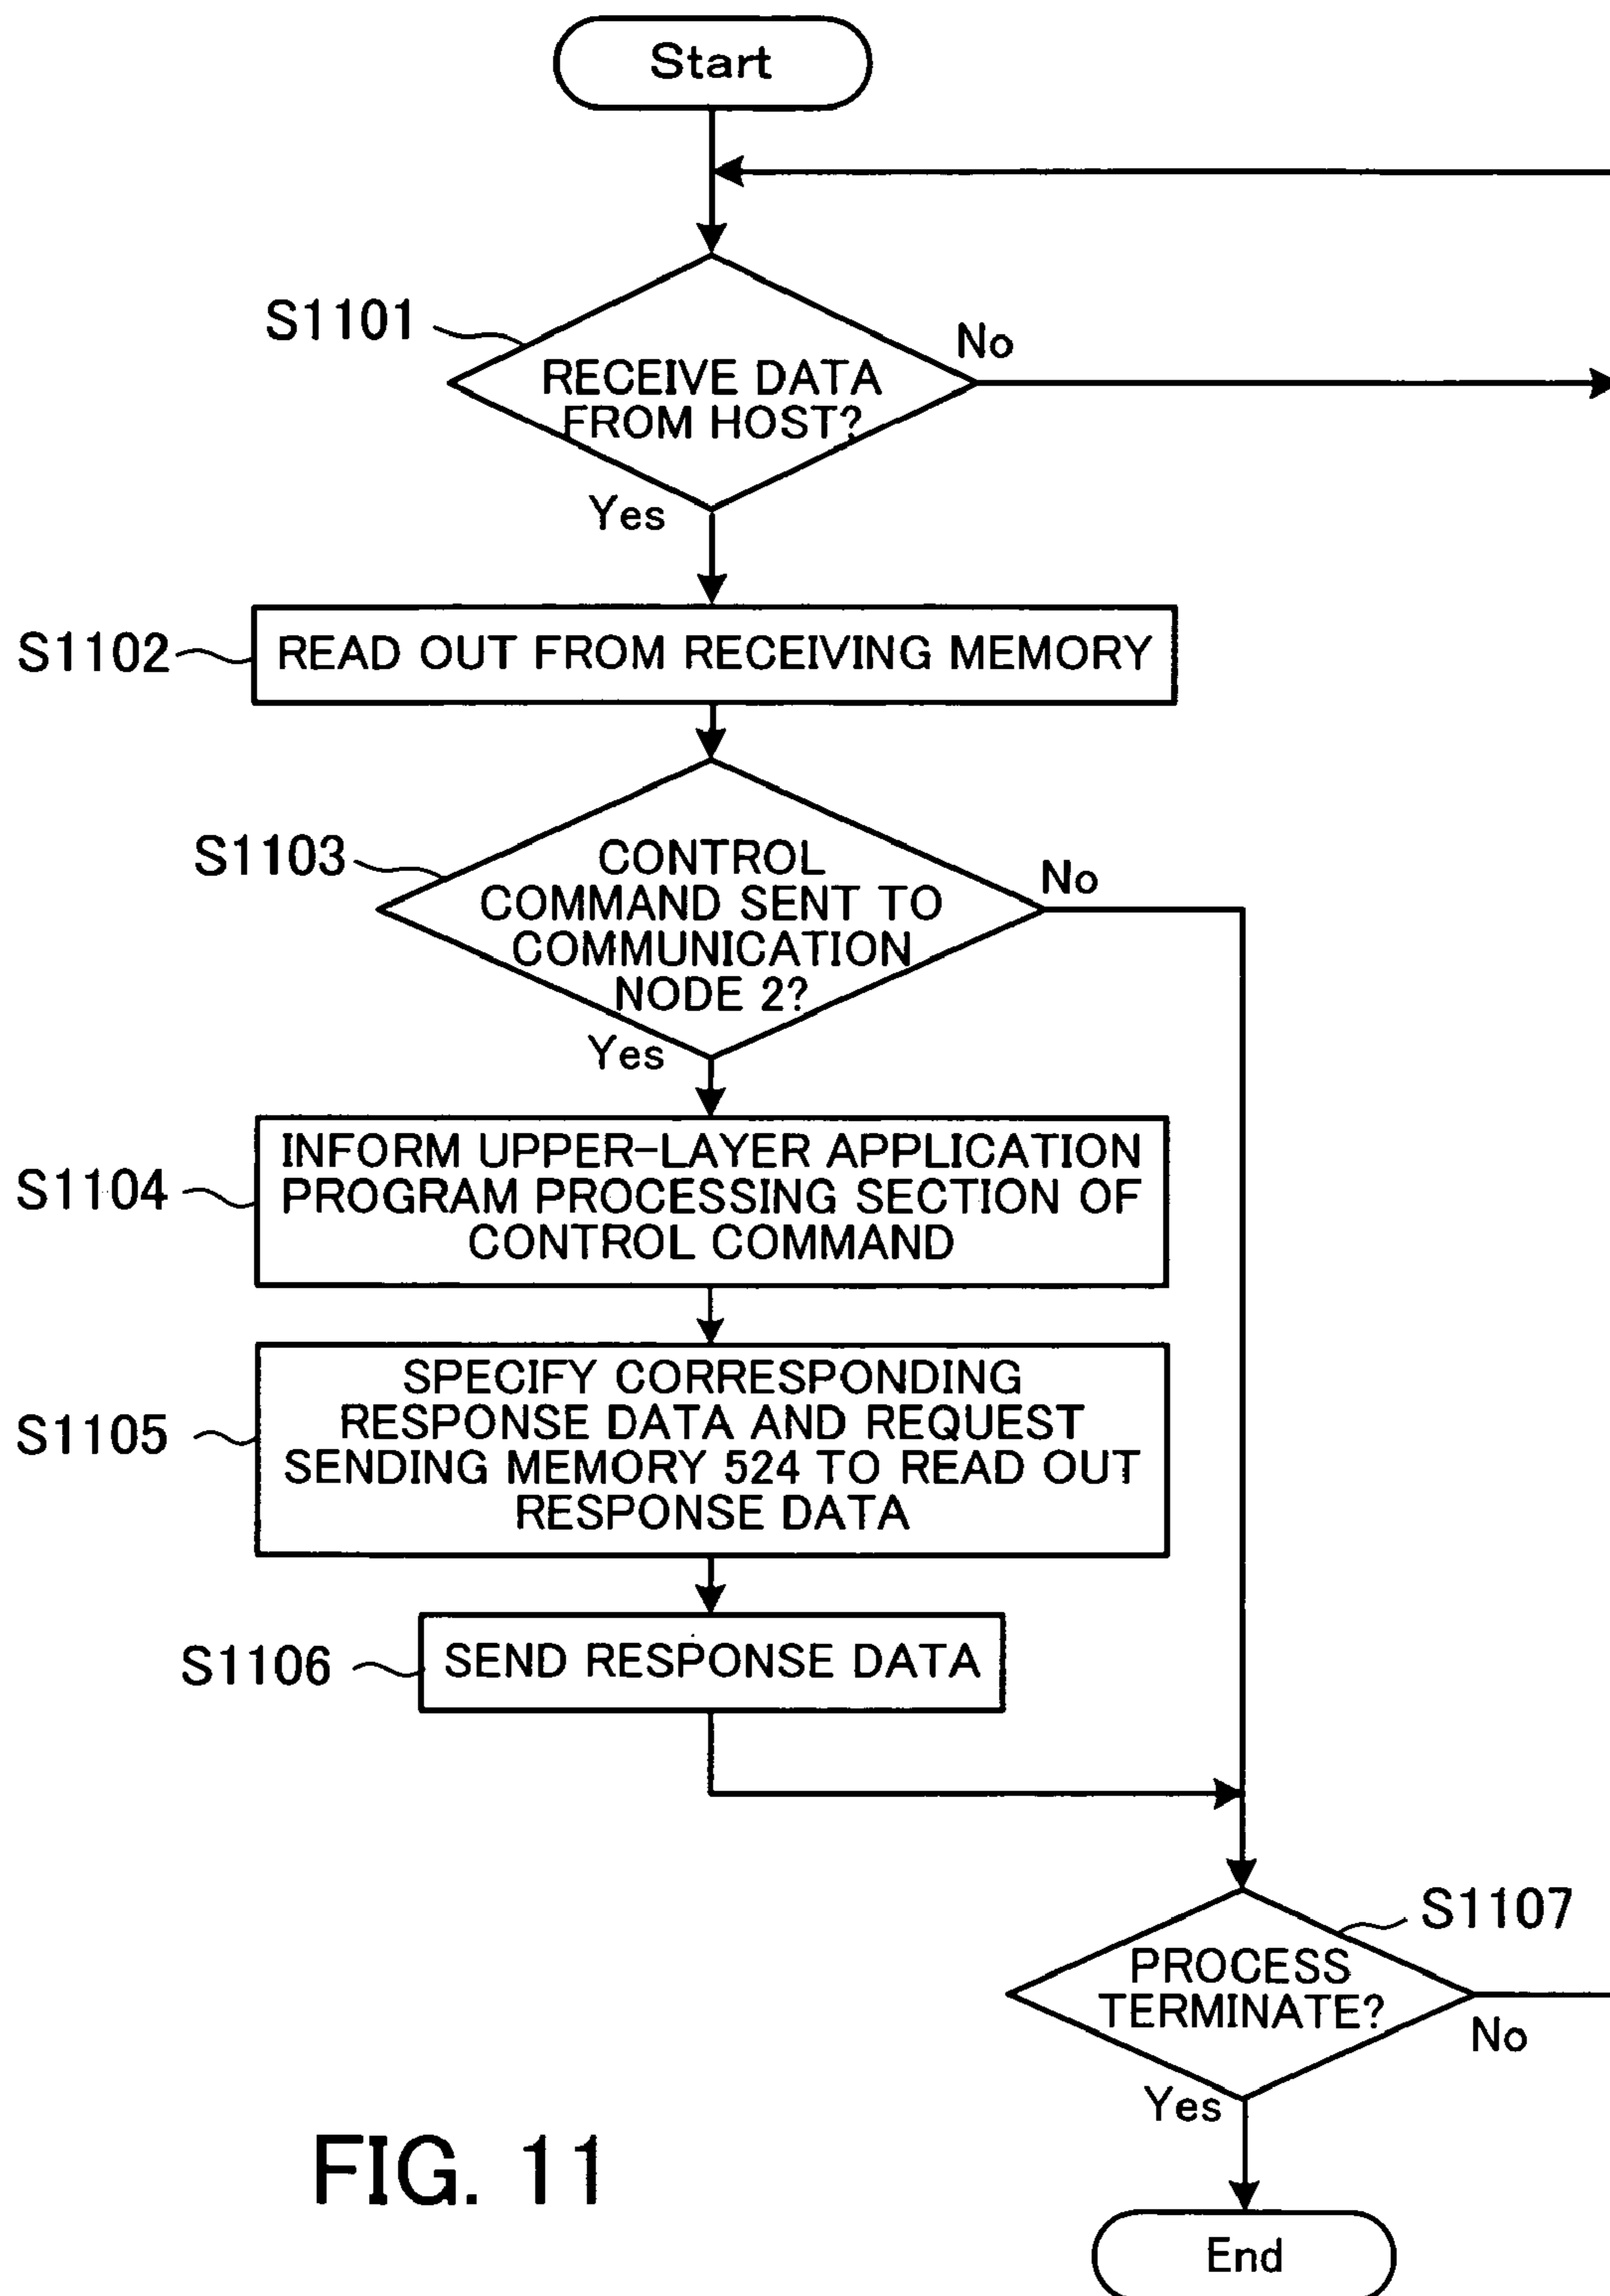 Start
S1101
No
RECEIVE DATA
FROM HOST?
Yes
S1102
READ OUT FROM RECEIVING MEMORY
S1103
CONTROL
COMMAND SENT TO
COMMUNICATION
NODE 2?
No
Yes
S1104
INFORM UPPER-LAYER APPLICATION
PROGRAM PROCESSING SECTION OF
CONTROL COMMAND
S1105
SPECIFY CORRESPONDING
RESPONSE DATA AND REQUEST
SENDING MEMORY 524 TO READ OUT
RESPONSE DATA
S1106
SEND RESPONSE DATA
S1107
PROCESS
TERMINATE?
No
Yes
End
FIG. 11